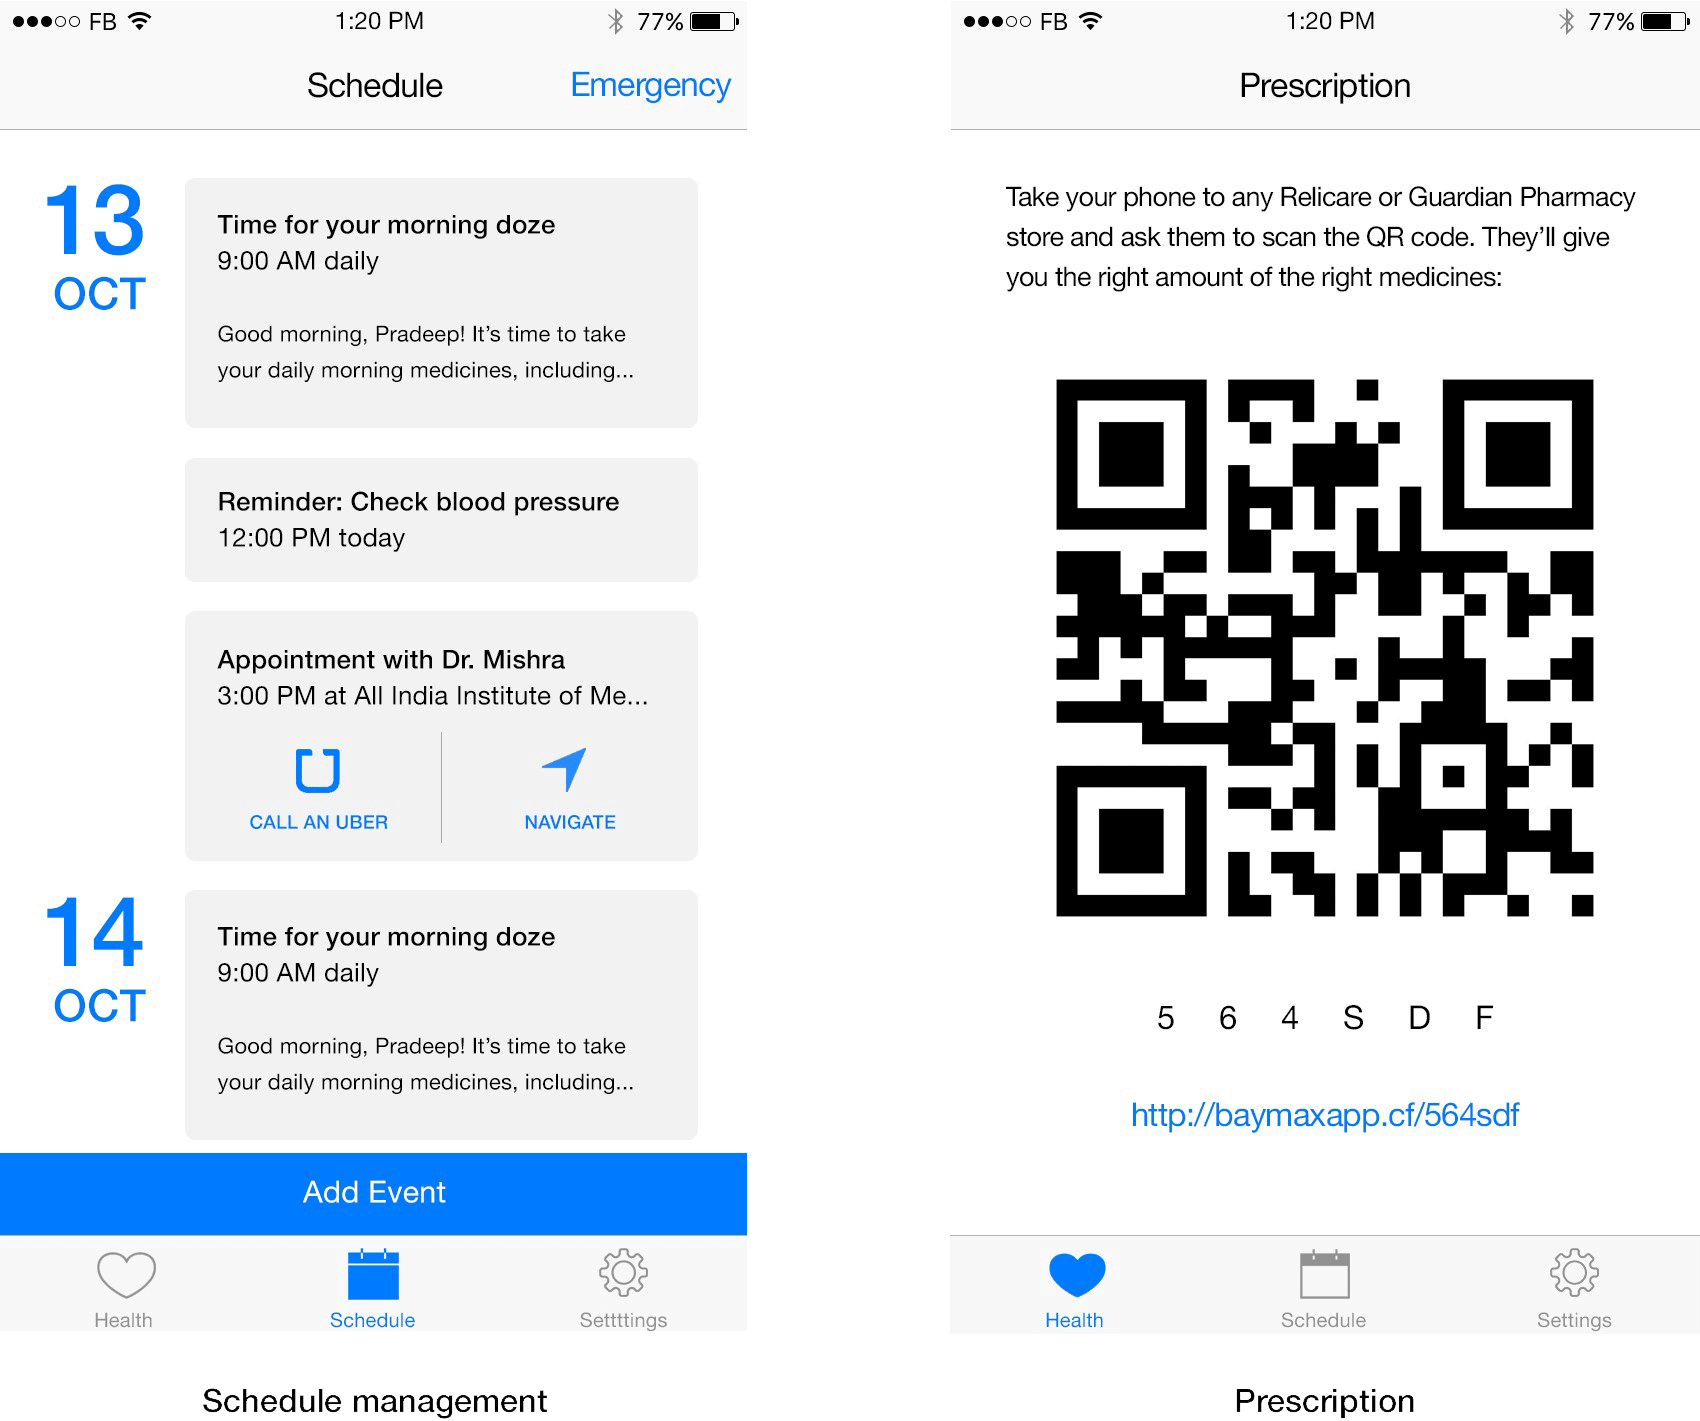 FB 1:20 PM 77%
Schedule
Emergency
13
OCT
Time for your morning doze
9:00 AM daily
Good morning, Pradeep! It’s time to take
your daily morning medicines, including...
Reminder: Check blood pressure
12:00 PM today
Appointment with Dr. Mishra
3:00 PM at All India Institute of Me...
CALL AN UBER
NAVIGATE
14
OCT
Time for your morning doze
9:00 AM daily
Good morning, Pradeep! It’s time to take
your daily morning medicines, including...
Add Event
Health
Schedule
Settttings
Schedule management
FB 1:20 PM 77%
Prescription
Take your phone to any Relicare or Guardian Pharmacy
store and ask them to scan the QR code. They’ll give
you the right amount of the right medicines:
5 6 4 S D F
http://baymaxapp.cf/564sdf
Health
Schedule
Settings
Prescription